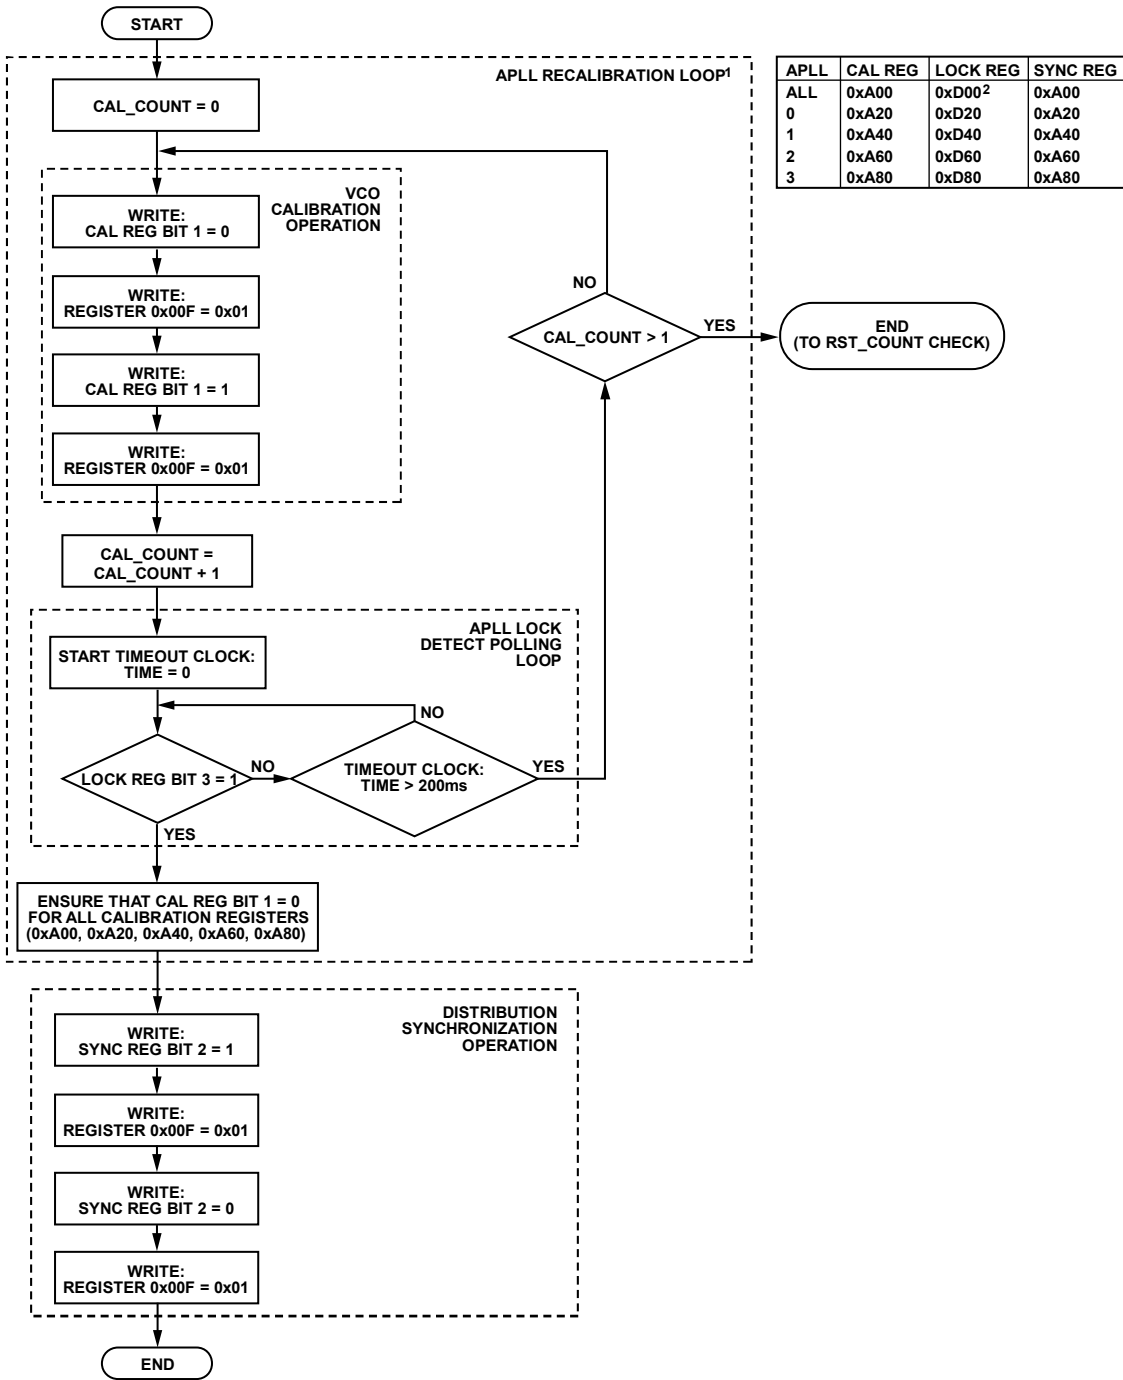 START
APLL RECALIBRATION LOOP1
CAL_COUNT = 0
VCO
CALIBRATION
OPERATION
WRITE:
CAL REG BIT 1 = 0
WRITE:
REGISTER 0x00F = 0x01
WRITE:
CAL REG BIT 1 = 1
WRITE:
REGISTER 0x00F = 0x01
CAL_COUNT =
CAL_COUNT + 1
APLL LOCK
DETECT POLLING
LOOP
START TIMEOUT CLOCK:
TIME = 0
NO
LOCK REG BIT 3 = 1
NO
TIMEOUT CLOCK:
TIME > 200ms
YES
YES
NO
CAL_COUNT > 1
YES
END
(TO RST_COUNT CHECK)
ENSURE THAT CAL REG BIT 1 = 0
FOR ALL CALIBRATION REGISTERS
(0xA00, 0xA20, 0xA40, 0xA60, 0xA80)
DISTRIBUTION
SYNCHRONIZATION
OPERATION
WRITE:
SYNC REG BIT 2 = 1
WRITE:
REGISTER 0x00F = 0x01
WRITE:
SYNC REG BIT 2 = 0
WRITE:
REGISTER 0x00F = 0x01
END
APLL CAL REG LOCK REG SYNC REG
ALL 0xA00 0xD002 0xA00
0 0xA20 0xD20 0xA20
1 0xA40 0xD40 0xA40
2 0xA60 0xD60 0xA60
3 0xA80 0xD80 0xA80